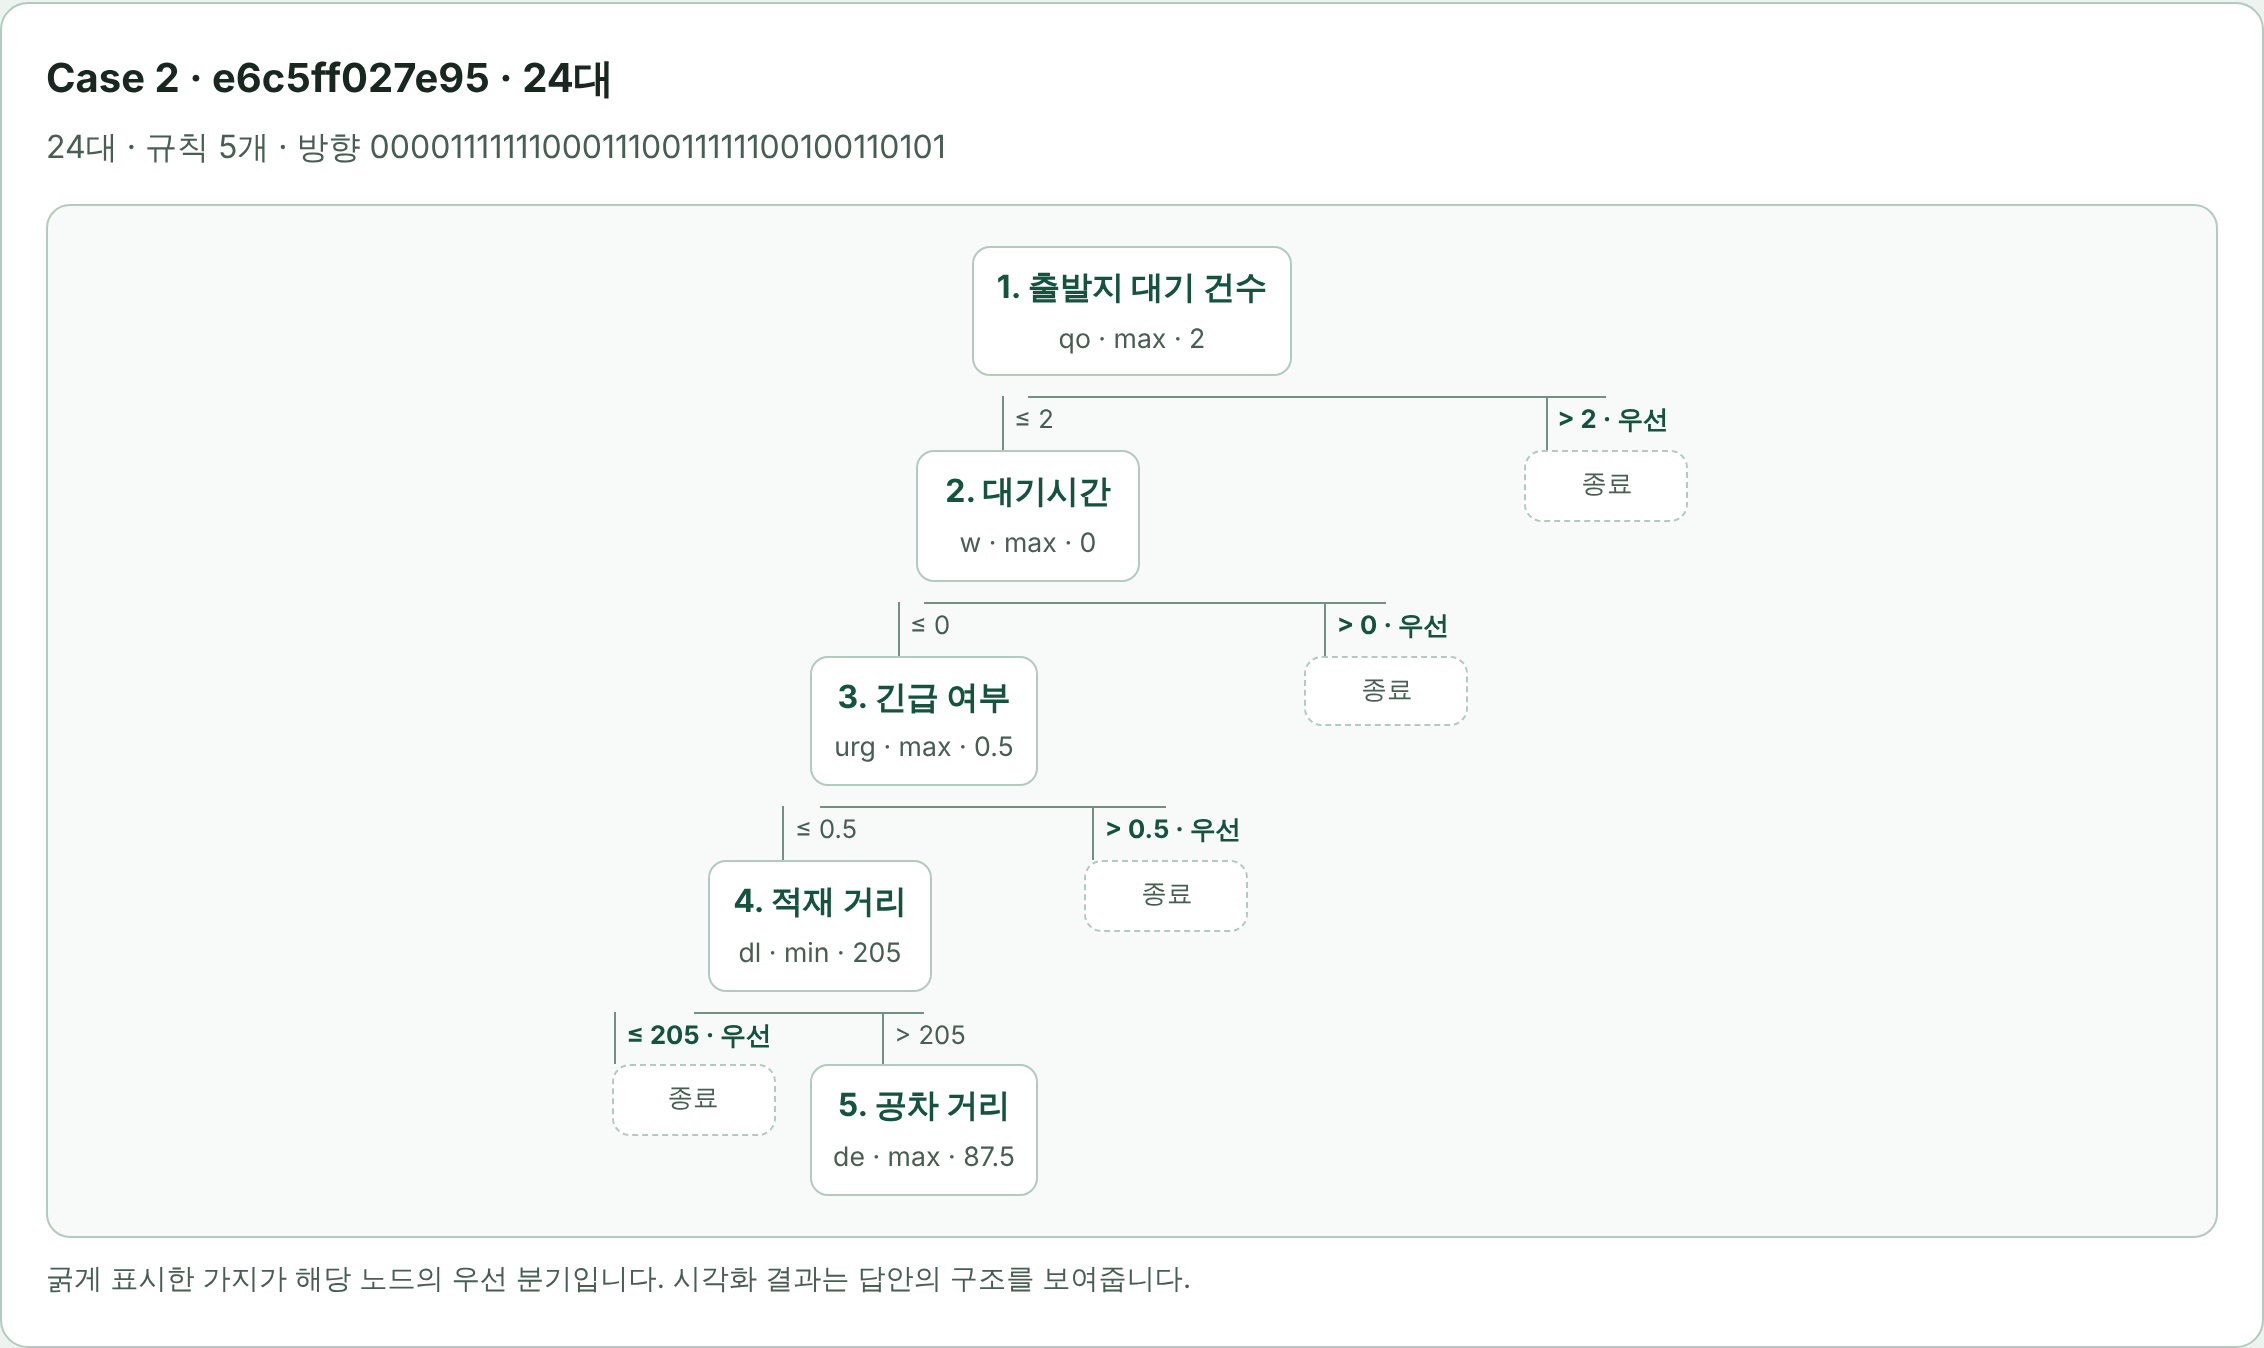 Case 2 · e6c5ff027e95 · 24대
24대 · 규칙 5개 · 방향 000011111110001110011111100100110101
1. 출발지 대기 건수
qo · max · 2
≤ 2
> 2 · 우선
2. 대기시간
w · max · 0
종료
≤ 0
> 0 · 우선
3. 긴급 여부
urg · max · 0.5
종료
≤ 0.5
> 0.5 · 우선
4. 적재 거리
dl · min · 205
종료
≤ 205 · 우선
> 205
종료
5. 공차 거리
de · max · 87.5
굵게 표시한 가지가 해당 노드의 우선 분기입니다. 시각화 결과는 답안의 구조를 보여줍니다.